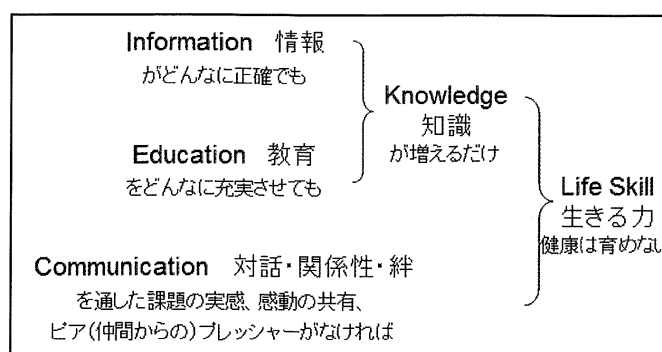 Information 情報
がどんなに正確でも
Education 教育
をどんなに充実させても
Knowledge
知識
が増えるだけ
Communication 対話・関係性・絆
を通した課題の実感、感動の共有、
ピア(仲間からの)プレッシャーがなければ
Life Skill
生きる力
健康は育めない